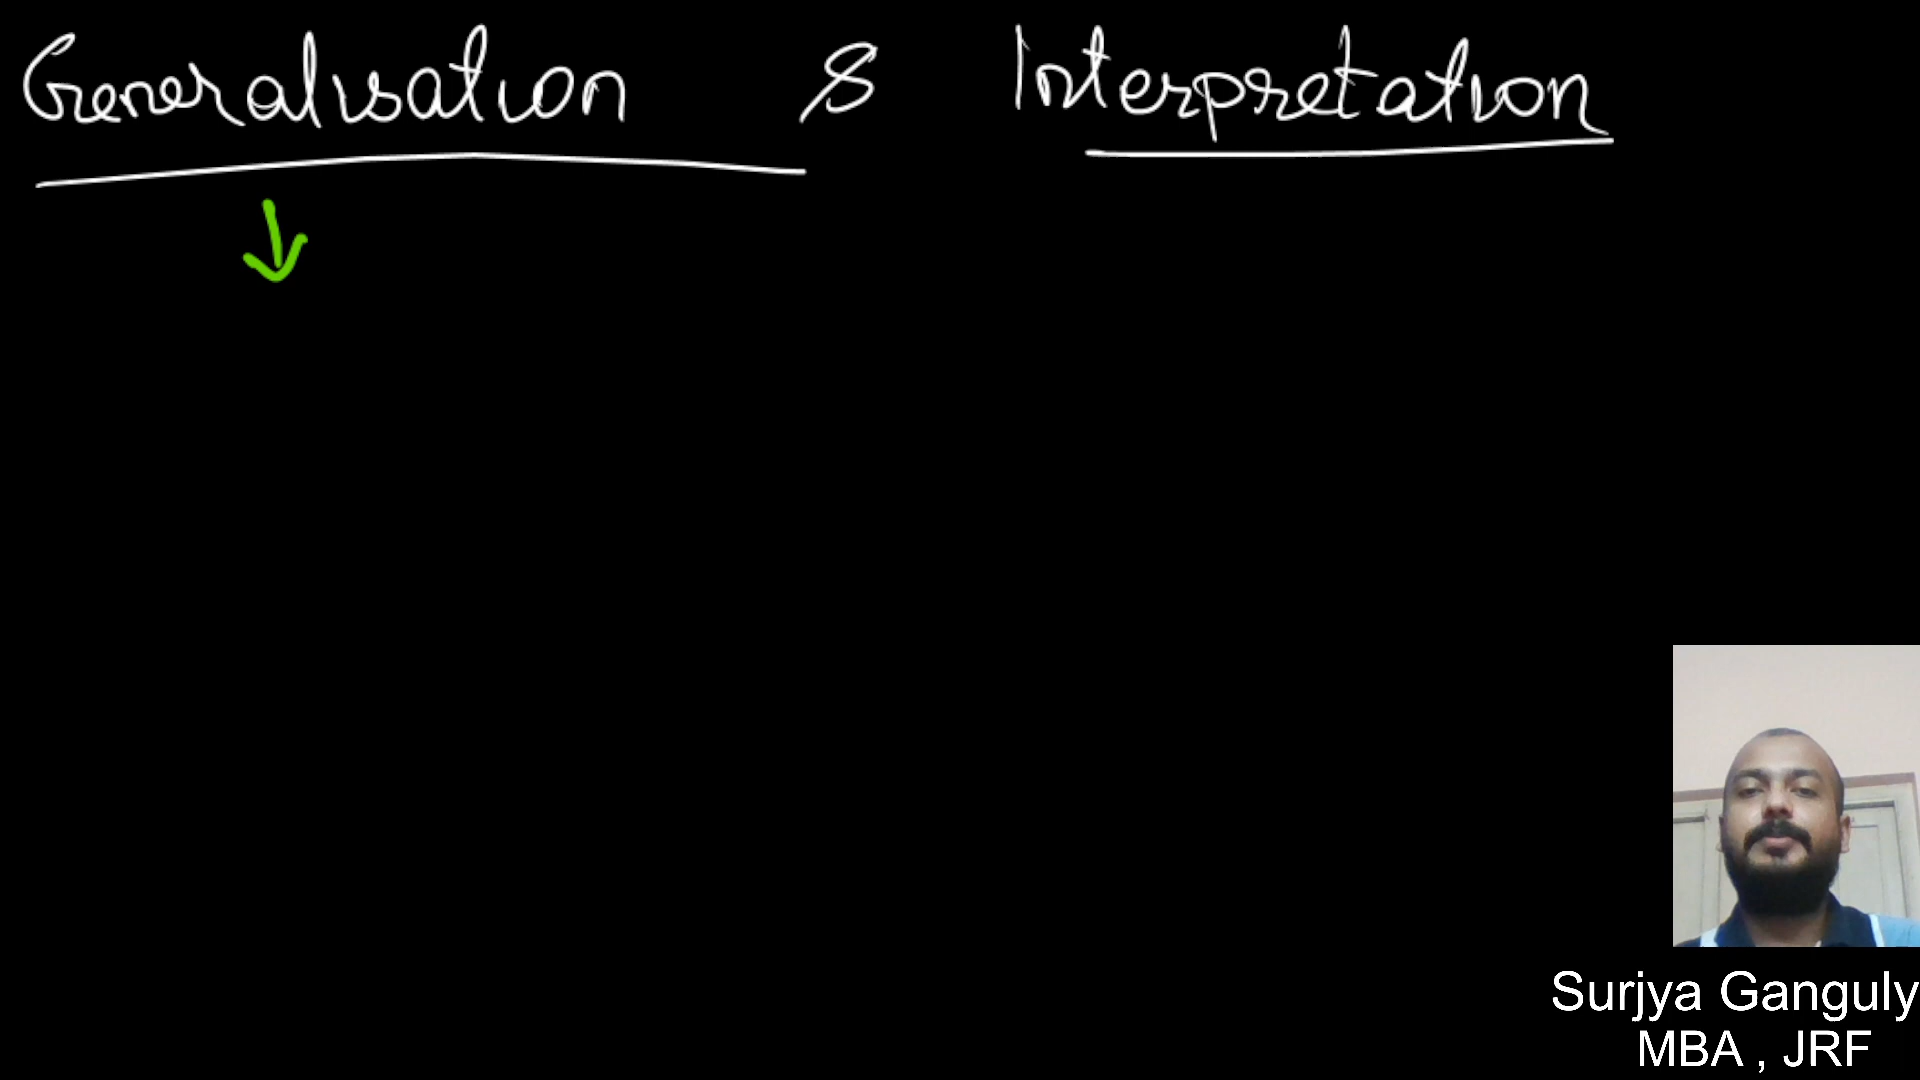 Generalisation & Interpretation
Surjya Ganguly
MBA , JRF